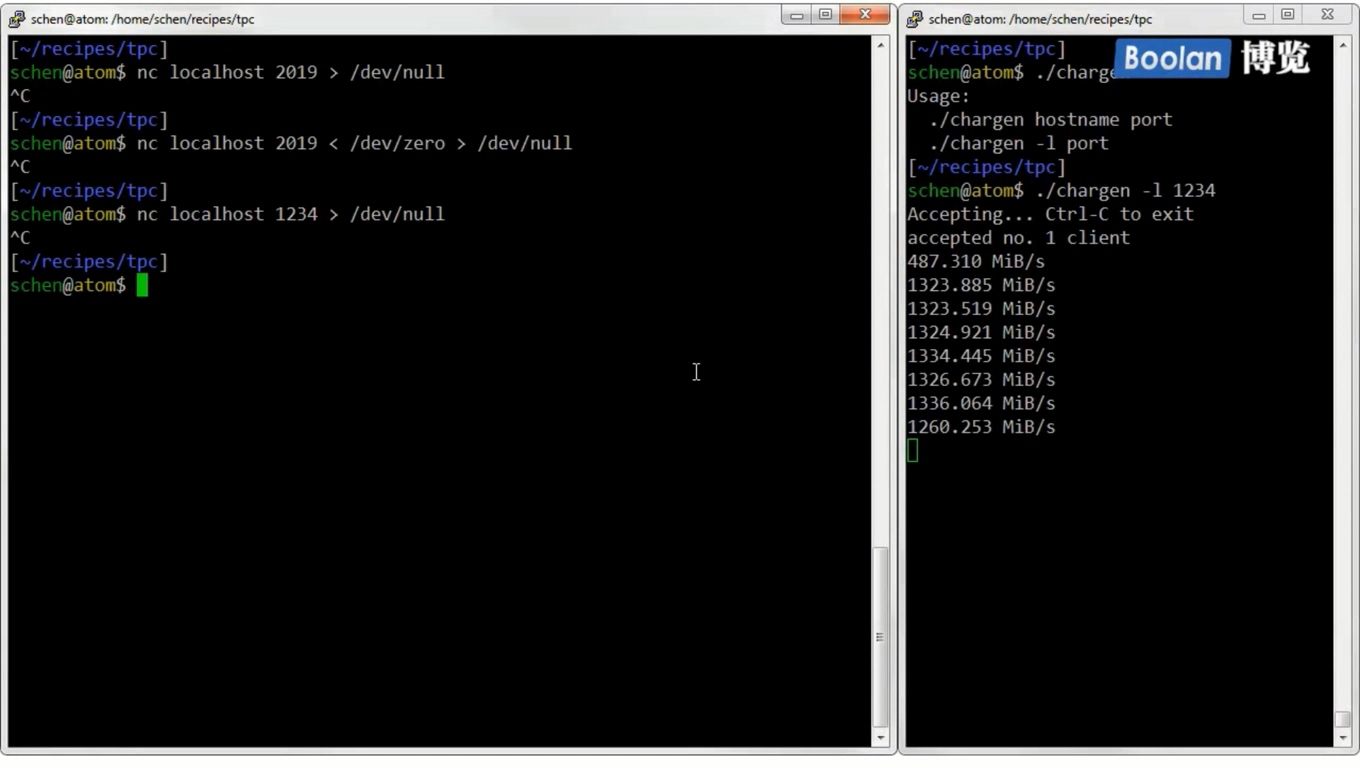 schen@atom: /home/schen/recipes/tpc
[~/recipes/tpc]
schen@atom$ nc localhost 2019 > /dev/null
^C
[~/recipes/tpc]
schen@atom$ nc localhost 2019 < /dev/zero > /dev/null
^C
[~/recipes/tpc]
schen@atom$ nc localhost 1234 > /dev/null
^C
[~/recipes/tpc]
schen@atom$
schen@atom: /home/schen/recipes/tpc
Boolan 博览
[~/recipes/tpc]
schen@atom$
Usage:
./chargen hostname port
./chargen -l port
[~/recipes/tpc]
schen@atom$ ./chargen -l 1234
Accepting... Ctrl-C to exit
accepted no. 1 client
487.310 MiB/s
1323.885 MiB/s
1323.519 MiB/s
1324.921 MiB/s
1334.445 MiB/s
1326.673 MiB/s
1336.064 MiB/s
1260.253 MiB/s